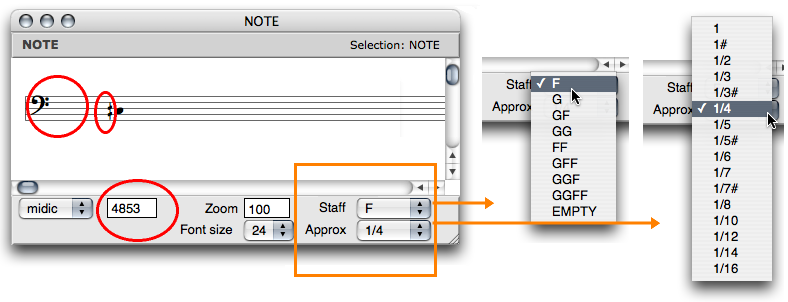 NOTE
NOTE
Selection: NOTE
midic
4853
Zoom
100
Staff
F
Font size
24
Approx
1/4
Staf
✓ F
G
GF
GG
FF
GFF
GGF
GGFF
EMPTY
Approx
1
1#
1/2
1/3
1/3#
✓ 1/4
1/5
1/5#
1/6
1/7
1/7#
1/8
1/10
1/12
1/14
1/16
Staff
Approx